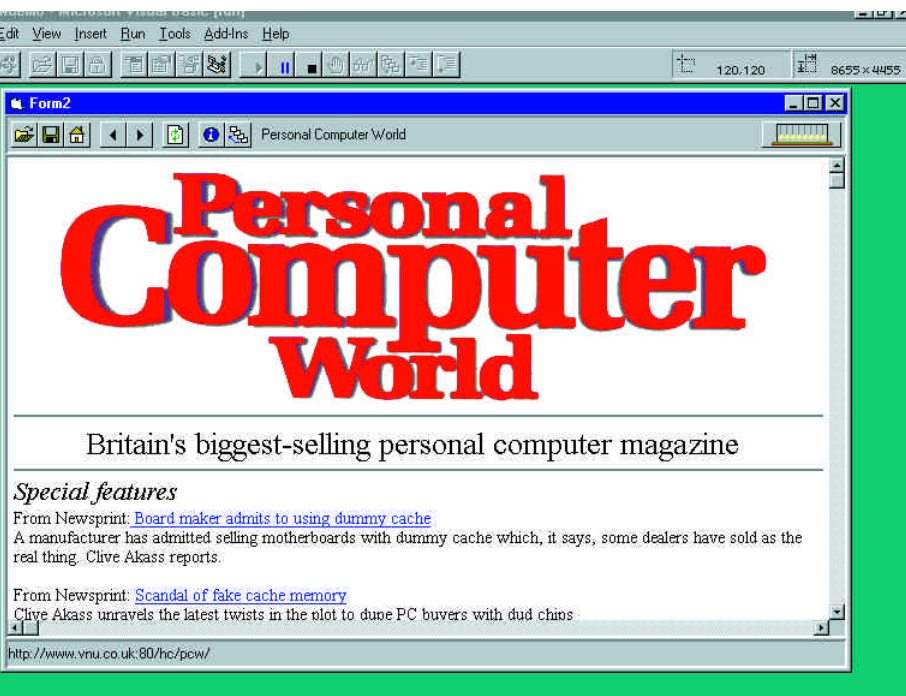 Microsoft Visual Basic [run]
Edit View Insert Run Tools Add-Ins Help
120,120 8655×4455
Form2
Personal Computer World
Personal
Computer
World
Britain's biggest-selling personal computer magazine
Special features
From Newsprint: Board maker admits to using dummy cache
A manufacturer has admitted selling motherboards with dummy cache which, it says, some dealers have sold as the
real thing. Clive Akass reports.
From Newsprint: Scandal of fake cache memory
Clive Akass unravels the latest twists in the plot to dupe PC buyers with dud chips
http://www.vnu.co.uk:80/hc/pcw/